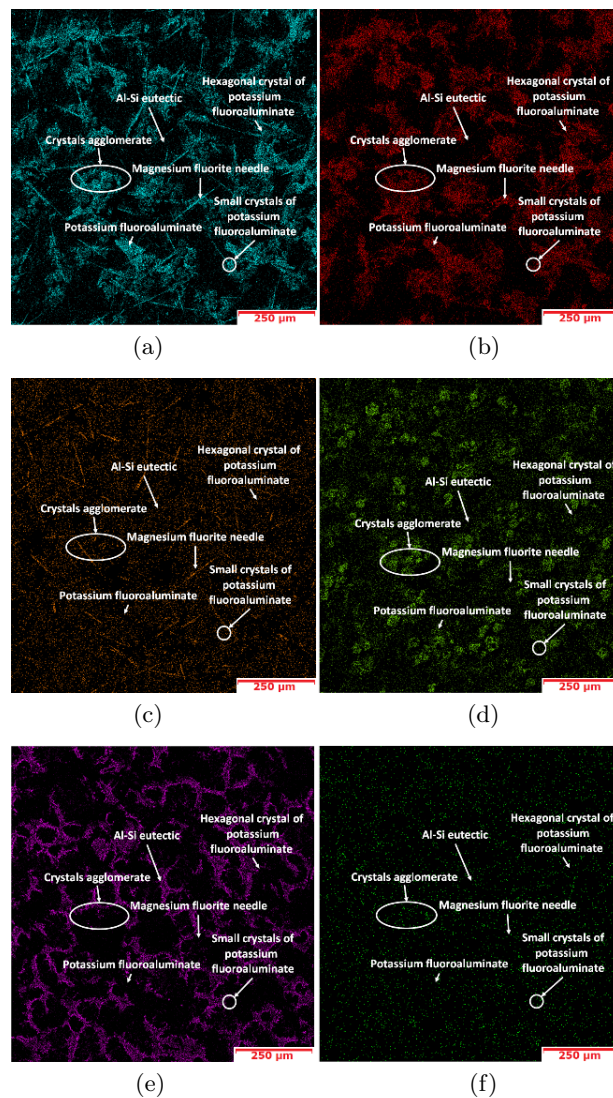 Hexagonal crystal of
potassium
fluoroaluminate
Al-Si eutectic
Crystals agglomerate
Magnesium fluorite needle
Small crystals of
potassium
fluoroaluminate
Potassium fluoroaluminate
250 µm
(a)
Hexagonal crystal of
potassium
fluoroaluminate
Al-Si eutectic
Crystals agglomerate
Magnesium fluorite needle
Small crystals of
potassium
fluoroaluminate
Potassium fluoroaluminate
250 µm
(b)
Hexagonal crystal of
potassium
fluoroaluminate
Al-Si eutectic
Crystals agglomerate
Magnesium fluorite needle
Small crystals of
potassium
fluoroaluminate
Potassium fluoroaluminate
250 µm
(c)
Hexagonal crystal of
potassium
fluoroaluminate
Al-Si eutectic
Crystals agglomerate
Magnesium fluorite needle
Small crystals of
potassium
fluoroaluminate
Potassium fluoroaluminate
250 µm
(d)
Hexagonal crystal of
potassium
fluoroaluminate
Al-Si eutectic
Crystals agglomerate
Magnesium fluorite needle
Small crystals of
potassium
fluoroaluminate
Potassium fluoroaluminate
250 µm
(e)
Hexagonal crystal of
potassium
fluoroaluminate
Al-Si eutectic
Crystals agglomerate
Magnesium fluorite needle
Small crystals of
potassium
fluoroaluminate
Potassium fluoroaluminate
250 µm
(f)